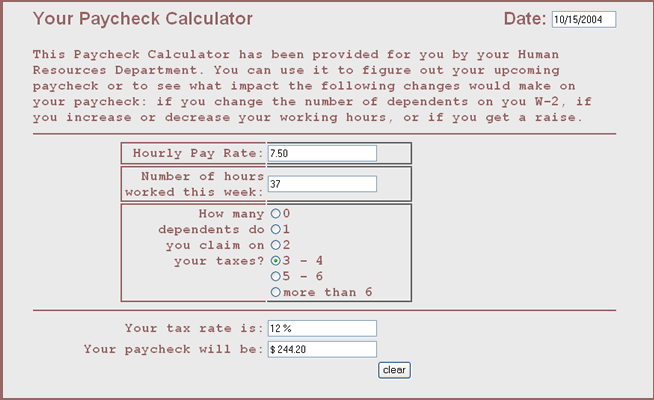 Your Paycheck Calculator Date: 10/15/2004
This Paycheck Calculator has been provided for you by your Human
Resources Department. You can use it to figure out your upcoming
paycheck or to see what impact the following changes would make on
your paycheck: if you change the number of dependents on you W-2, if
you increase or decrease your working hours, or if you get a raise.
Hourly Pay Rate: 7.50
Number of hours
worked this week: 37
How many 0
dependents do 1
you claim on 2
your taxes? 3 - 4
5 - 6
more than 6
Your tax rate is: 12 %
Your paycheck will be: $ 244.20
clear